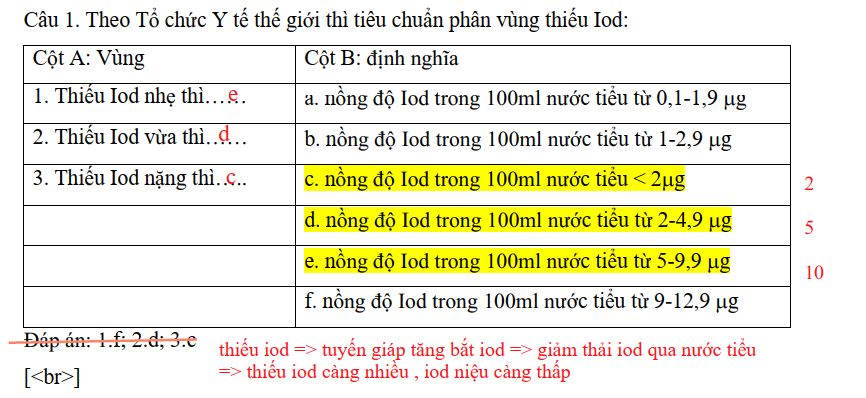 Câu 1. Theo Tổ chức Y tế thế giới thì tiêu chuẩn phân vùng thiếu Iod:
Cột A: Vùng Cột B: định nghĩa
1. Thiếu Iod nhẹ thì...e... a. nồng độ Iod trong 100ml nước tiểu từ 0,1-1,9 μg
2. Thiếu Iod vừa thì...d... b. nồng độ Iod trong 100ml nước tiểu từ 1-2,9 μg
3. Thiếu Iod nặng thì...c... c. nồng độ Iod trong 100ml nước tiểu < 2μg 2
d. nồng độ Iod trong 100ml nước tiểu từ 2-4,9 μg 5
e. nồng độ Iod trong 100ml nước tiểu từ 5-9,9 μg 10
f. nồng độ Iod trong 100ml nước tiểu từ 9-12,9 μg
Đáp án: 1.f; 2.d; 3.c
thiếu iod => tuyến giáp tăng bắt iod => giảm thải iod qua nước tiểu
=> thiếu iod càng nhiều , iod niệu càng thấp
[<br>]